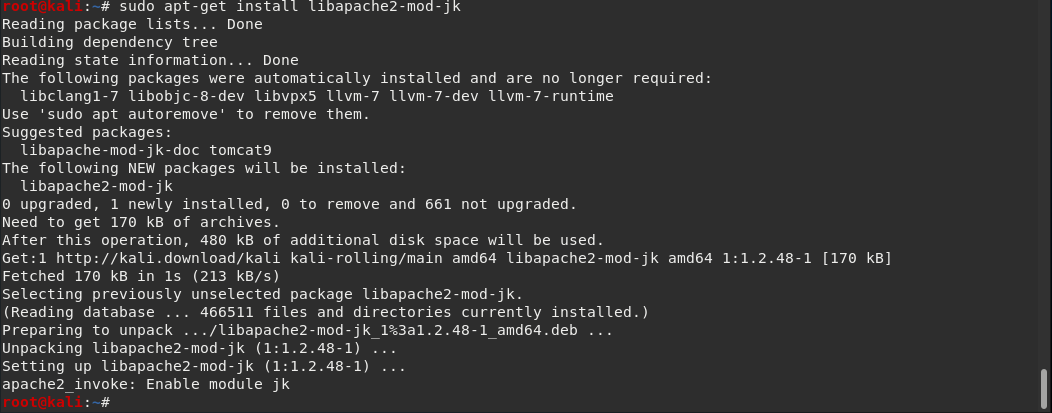 root@kali:~# sudo apt-get install libapache2-mod-jk
Reading package lists... Done
Building dependency tree
Reading state information... Done
The following packages were automatically installed and are no longer required:
  libclang1-7 libobjc-8-dev libvpx5 llvm-7 llvm-7-dev llvm-7-runtime
Use 'sudo apt autoremove' to remove them.
Suggested packages:
  libapache-mod-jk-doc tomcat9
The following NEW packages will be installed:
  libapache2-mod-jk
0 upgraded, 1 newly installed, 0 to remove and 661 not upgraded.
Need to get 170 kB of archives.
After this operation, 480 kB of additional disk space will be used.
Get:1 http://kali.download/kali kali-rolling/main amd64 libapache2-mod-jk amd64 1:1.2.48-1 [170 kB]
Fetched 170 kB in 1s (213 kB/s)
Selecting previously unselected package libapache2-mod-jk.
(Reading database ... 466511 files and directories currently installed.)
Preparing to unpack .../libapache2-mod-jk_1%3a1.2.48-1_amd64.deb ...
Unpacking libapache2-mod-jk (1:1.2.48-1) ...
Setting up libapache2-mod-jk (1:1.2.48-1) ...
apache2_invoke: Enable module jk
root@kali:~#